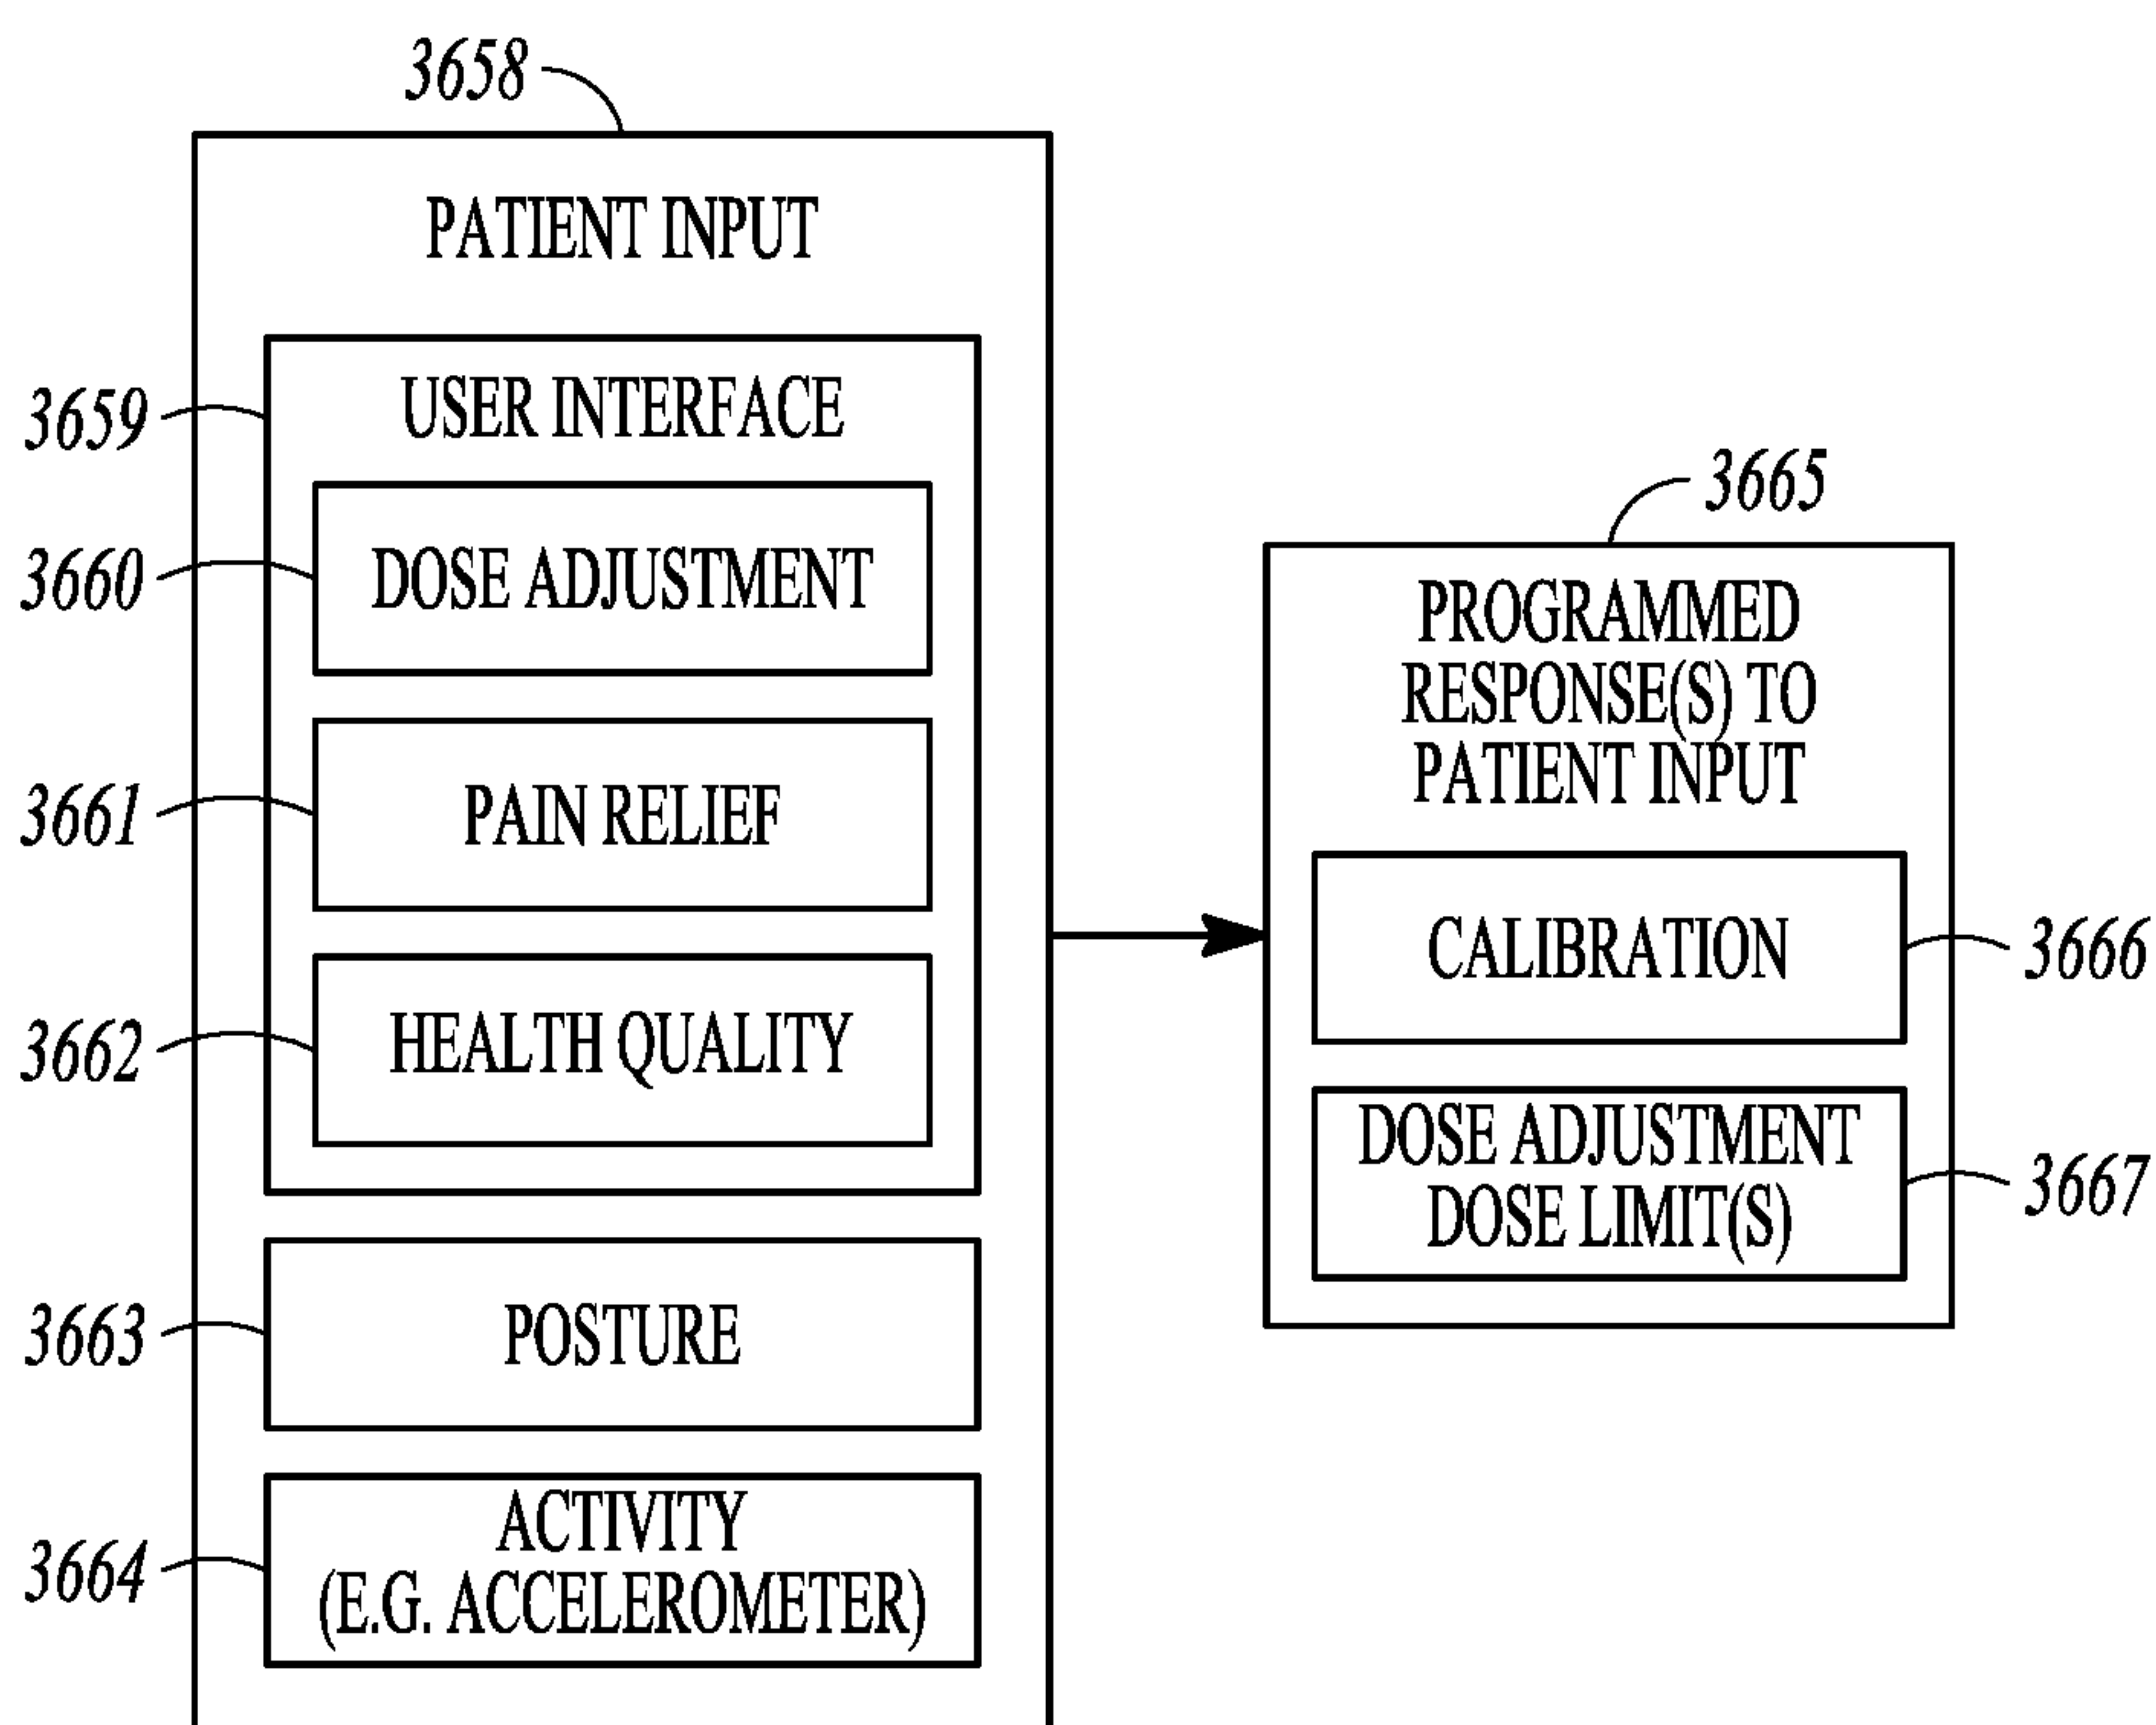 3658
PATIENT INPUT
3659
USER INTERFACE
3660
DOSE ADJUSTMENT
3661
PAIN RELIEF
3662
HEALTH QUALITY
3663
POSTURE
3664
ACTIVITY
(E.G. ACCELEROMETER)
3665
PROGRAMMED
RESPONSE(S) TO
PATIENT INPUT
CALIBRATION
3666
DOSE ADJUSTMENT
DOSE LIMIT(S)
3667